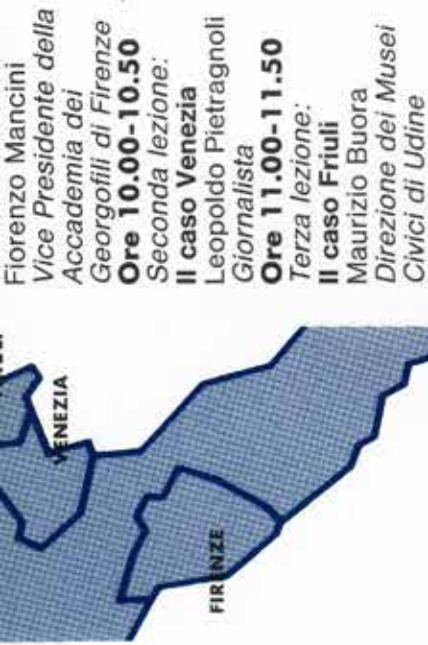 Fiorenzo Mancini
Vice Presidente della
Accademia dei
Georgofili di Firenze
Ore 10.00-10.50
Seconda lezione:
Il caso Venezia
Leopoldo Pietragnoli
Giornalista
Ore 11.00-11.50
Terza lezione:
Il caso Friuli
Maurizio Buora
Direzione dei Musei
Civici di Udine
VENEZIA
FIRENZE